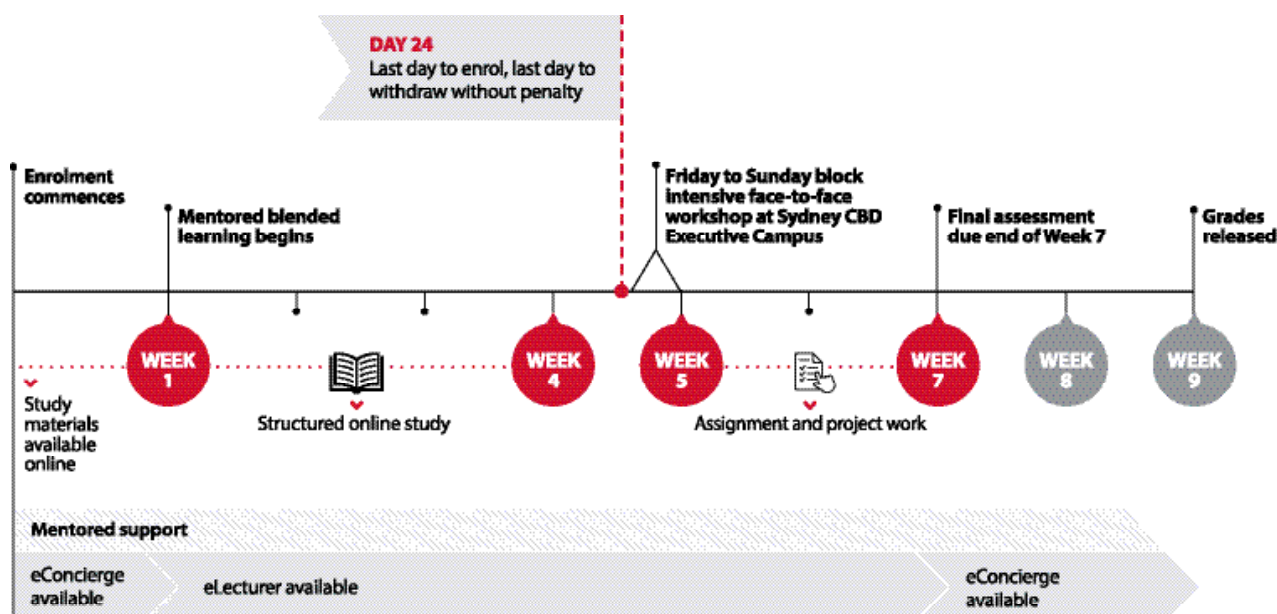 DAY 24
Last day to enrol, last day to
withdraw without penalty
Enrolment
commences
Mentored blended
learning begins
Friday to Sunday block
intensive face-to-face
workshop at Sydney CBD
Executive Campus
Final assessment
due end of Week 7
Grades
released
WEEK
1
WEEK
4
WEEK
5
WEEK
7
WEEK
8
WEEK
9
Study
materials
available
online
Structured online study
Assignment and project work
Mentored support
eConcierge
available
eLecturer available
eConcierge
available